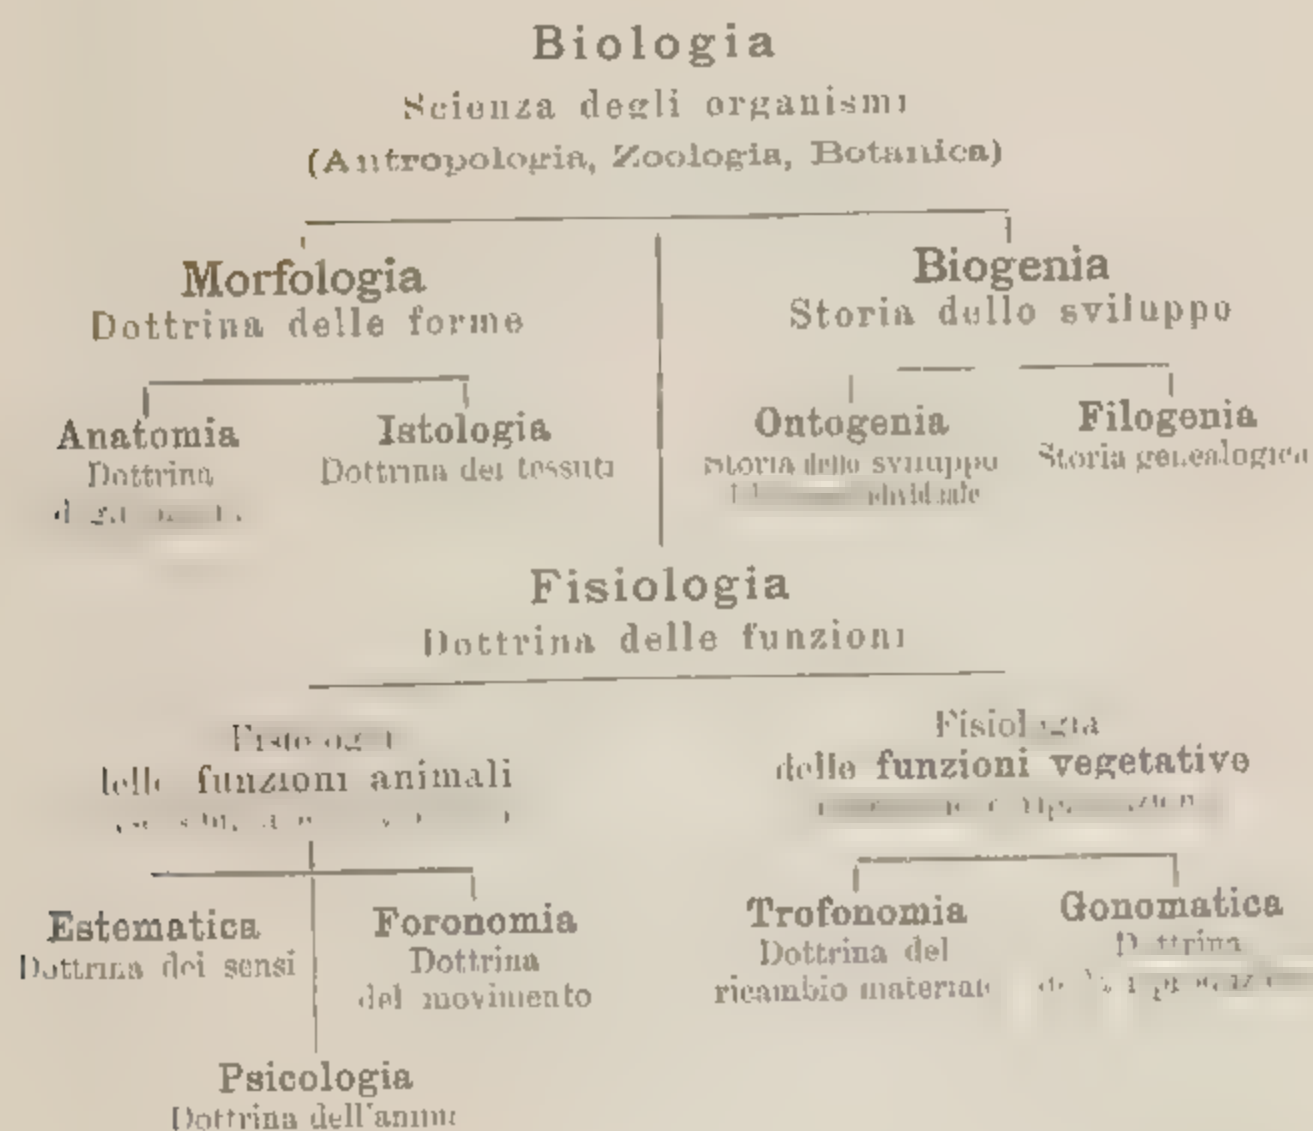 Biologia
Scienza degli organismi
(Antropologia, Zoologia, Botanica)
Morfologia
Dottrina delle forme
Biogenia
Storia dello sviluppo
Anatomia
Dottrina
Istologia
Dottrina dei tessuti
Ontogenia
Storia dello sviluppo
individuale
Filogenia
Storia genealogica
Fisiologia
Dottrina delle funzioni
Fisiologia
delle funzioni animali
Fisiologia
delle funzioni vegetative
Estematica
Dottrina dei sensi
Foronomia
Dottrina
del movimento
Psicologia
Dottrina dell'anima
Trofonomia
Dottrina del
ricambio materiale
Gonomatica
Dottrina